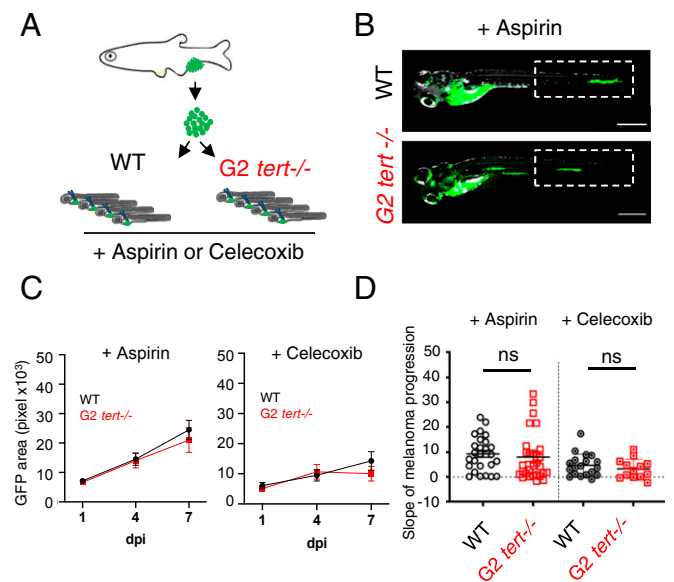 A
WT
G2 tert-/-
+ Aspirin or Celecoxib
B
+ Aspirin
WT
G2 tert -/-
C
GFP area (pixel x10³)
+ Aspirin
WT
G2 tert-/-
50
40
30
20
10
0
1 4 7
dpi
+ Celecoxib
WT
G2 tert-/-
50
40
30
20
10
0
1 4 7
dpi
D
Slope of melanoma progression
+ Aspirin + Celecoxib
ns ns
50
40
30
20
10
0
-10
WT G2 tert-/- WT G2 tert-/-